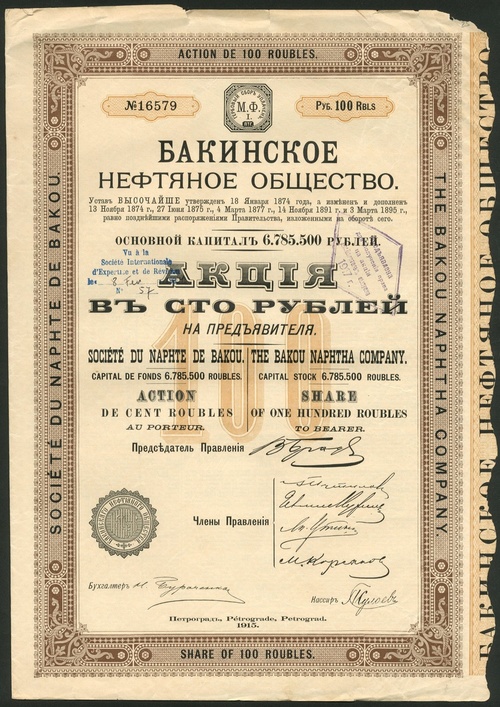 ACTION DE 100 ROUBLES.
№16579
М.Ф.
I.
Руб. 100 Rbls
БАКИНСКОЕ
НЕФТЯНОЕ ОБЩЕСТВО.
Уставъ ВЫСОЧАЙШЕ утвержденъ 18 Января 1874 года, а измѣненъ и дополненъ
13 Ноября 1874 г., 27 Іюня 1875 г., 4 Марта 1877 г., 14 Ноября 1891 г. и 3 Марта 1895 г.,
равно позднѣйшими распоряженіями Правительства, изложенными на оборотѣ сего.
ОСНОВНОЙ КАПИТАЛЪ 6.785.500 РУБЛЕЙ.
Vu à la
Société Internationale
d'Expertise et de Révision
АКЦІЯ
ВЪ СТО РУБЛЕЙ
100
НА ПРЕДЪЯВИТЕЛЯ.
SOCIÉTÉ DU NAPHTE DE BAKOU.
CAPITAL DE FONDS 6.785.500 ROUBLES.
ACTION
DE CENT ROUBLES
AU PORTEUR.
THE BAKOU NAPHTHA COMPANY.
CAPITAL STOCK 6.785.500 ROUBLES.
SHARE
OF ONE HUNDRED ROUBLES
TO BEARER.
Предсѣдатель Правленія
Члены Правленія
Бухгалтеръ
Кассиръ
Петроградъ, Pétrograde, Petrograd.
1915.
SHARE OF 100 ROUBLES.
SOCIÉTÉ DU NAPHTE DE BAKOU.
THE BAKOU NAPHTHA COMPANY.
БАКИНСКОЕ НЕФТЯНОЕ ОБЩЕСТВО